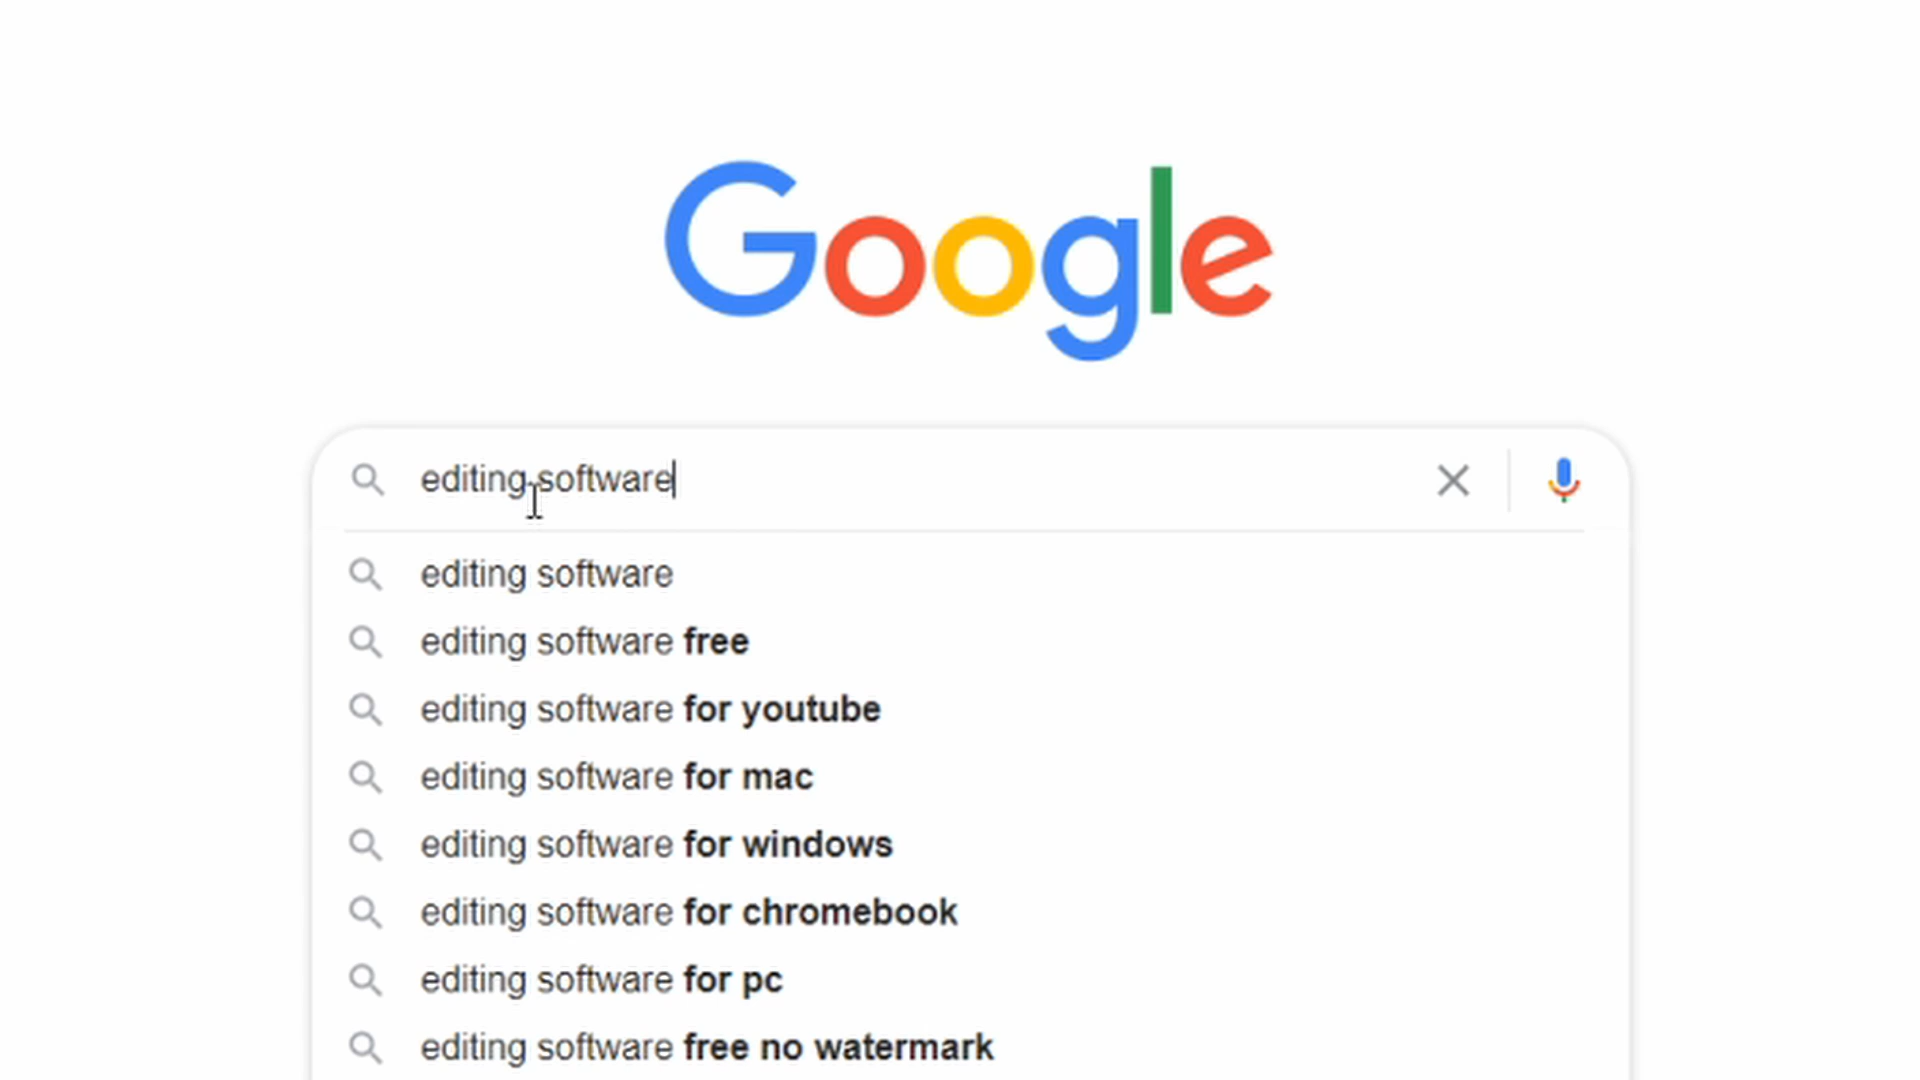 Google
editing software
editing software
editing software free
editing software for youtube
editing software for mac
editing software for windows
editing software for chromebook
editing software for pc
editing software free no watermark